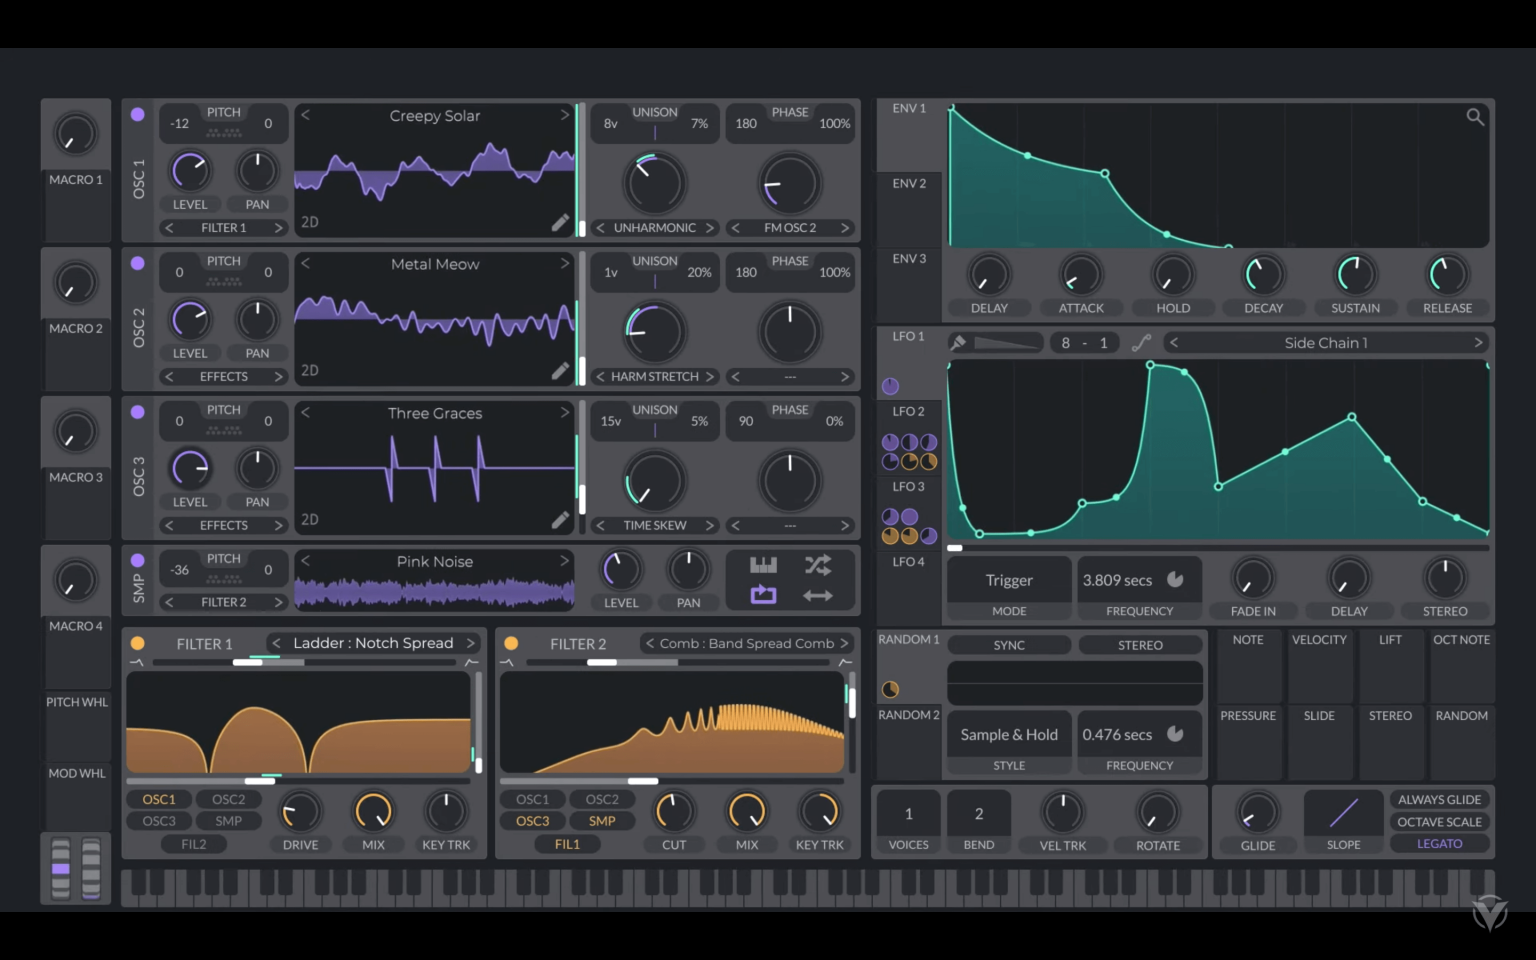 MACRO 1
MACRO 2
MACRO 3
MACRO 4
PITCH WHL
MOD WHL
OSC 1
PITCH
-12 0
LEVEL PAN
< FILTER 1 >
< Creepy Solar >
2D
UNISON
8v 7%
< UNHARMONIC >
PHASE
180 100%
< FM OSC 2 >
OSC 2
PITCH
0 0
LEVEL PAN
< EFFECTS >
< Metal Meow >
2D
UNISON
1v 20%
< HARM STRETCH >
PHASE
180 100%
< --- >
OSC 3
PITCH
0 0
LEVEL PAN
< EFFECTS >
< Three Graces >
2D
UNISON
15v 5%
< TIME SKEW >
PHASE
90 0%
< --- >
SMP
PITCH
-36 0
< FILTER 2 >
< Pink Noise >
LEVEL PAN
FILTER 1 < Ladder : Notch Spread >
OSC1 OSC2
OSC3 SMP
FIL2
DRIVE MIX KEY TRK
FILTER 2 < Comb : Band Spread Comb >
OSC1 OSC2
OSC3 SMP
FIL1
CUT MIX KEY TRK
ENV 1
ENV 2
ENV 3
DELAY ATTACK HOLD DECAY SUSTAIN RELEASE
LFO 1
LFO 2
LFO 3
LFO 4
8 - 1
< Side Chain 1 >
Trigger
MODE
3.809 secs
FREQUENCY
FADE IN DELAY STEREO
RANDOM 1
RANDOM 2
SYNC STEREO
Sample & Hold
STYLE
0.476 secs
FREQUENCY
NOTE VELOCITY LIFT OCT NOTE
PRESSURE SLIDE STEREO RANDOM
1
VOICES
2
BEND
VEL TRK ROTATE
GLIDE SLOPE
ALWAYS GLIDE
OCTAVE SCALE
LEGATO